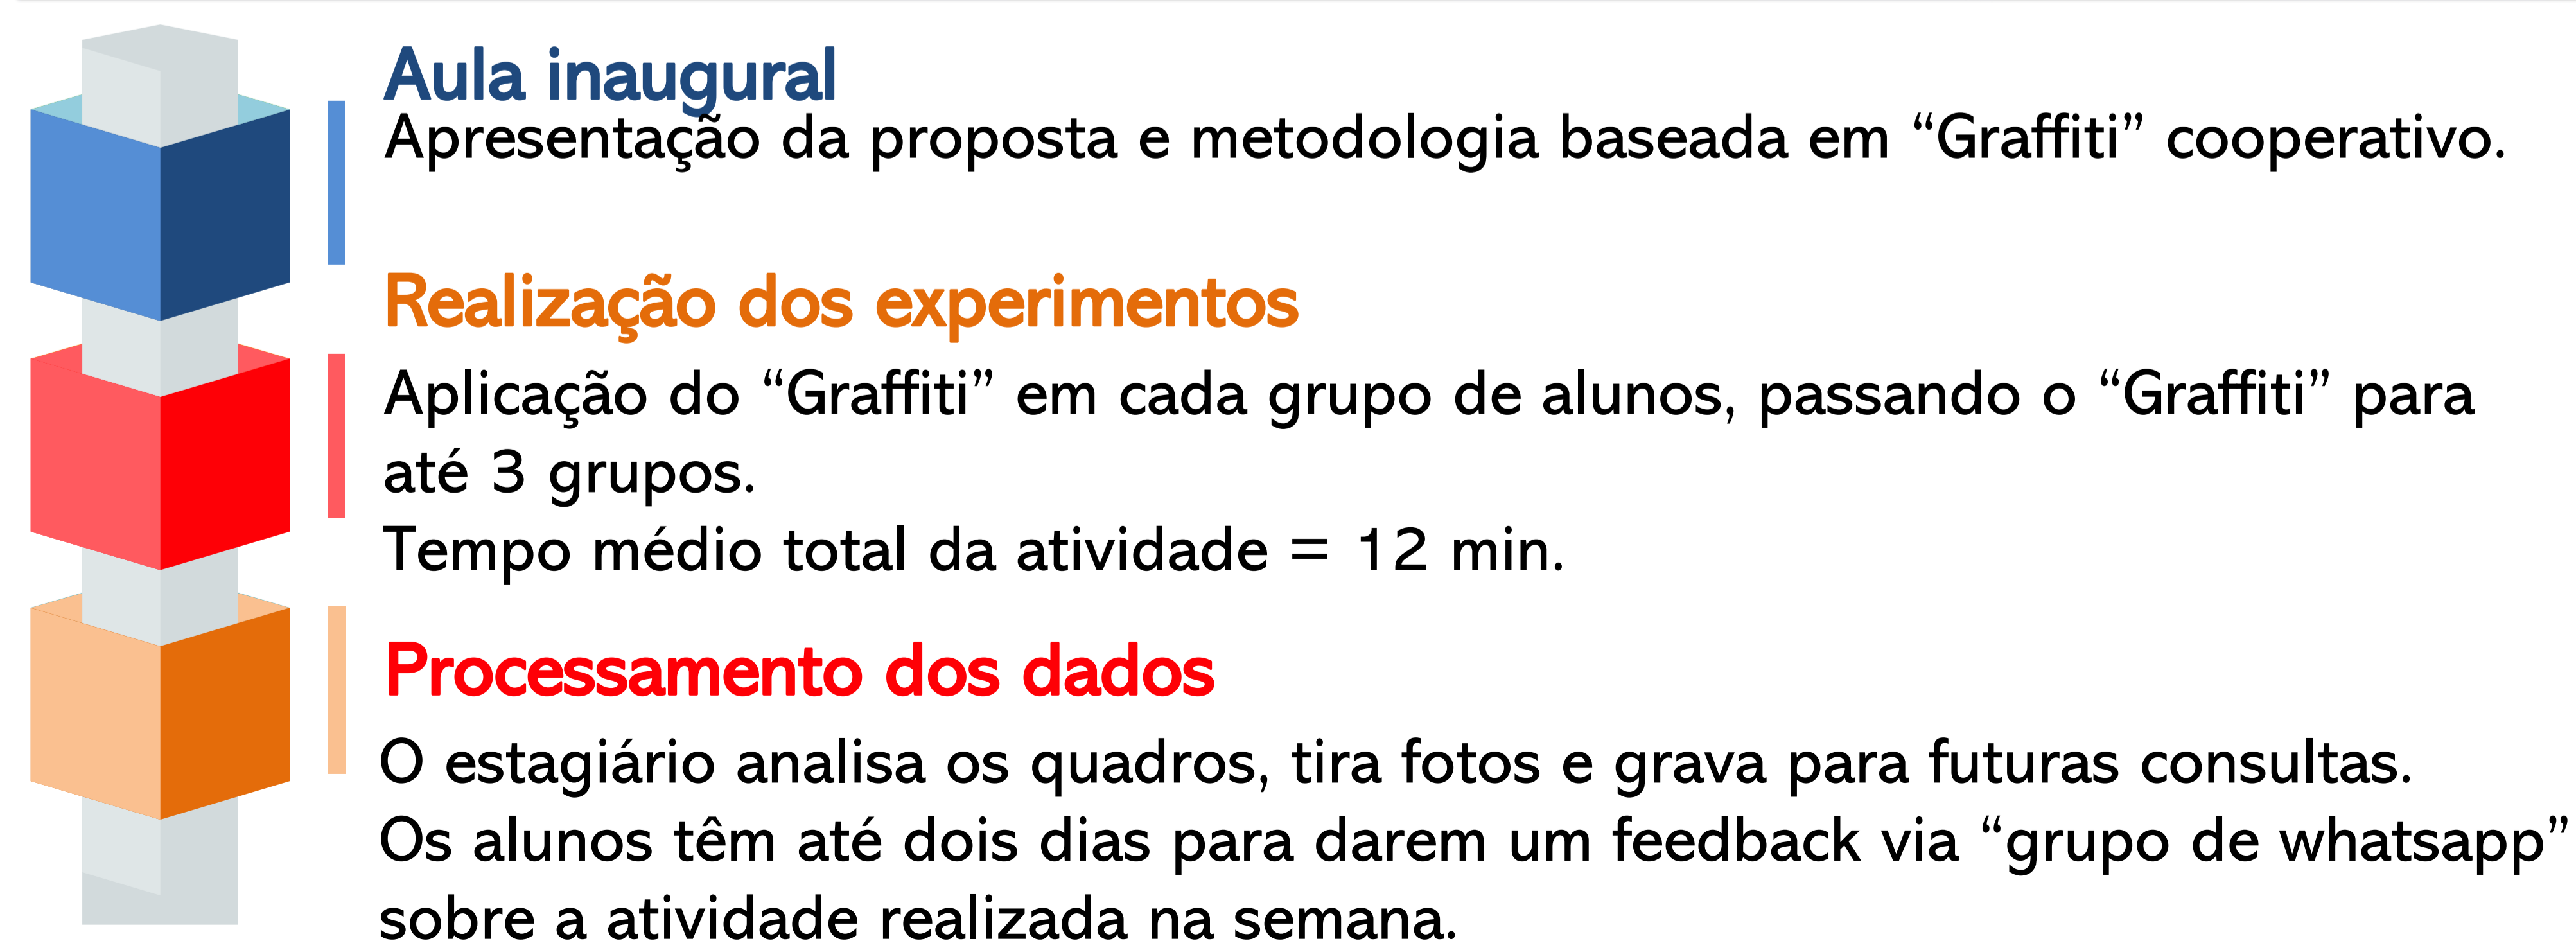 Aula inaugural
Apresentação da proposta e metodologia baseada em “Graffiti” cooperativo.
Realização dos experimentos
Aplicação do “Graffiti” em cada grupo de alunos, passando o “Graffiti” para
até 3 grupos.
Tempo médio total da atividade = 12 min.
Processamento dos dados
O estagiário analisa os quadros, tira fotos e grava para futuras consultas.
Os alunos têm até dois dias para darem um feedback via “grupo de whatsapp”
sobre a atividade realizada na semana.